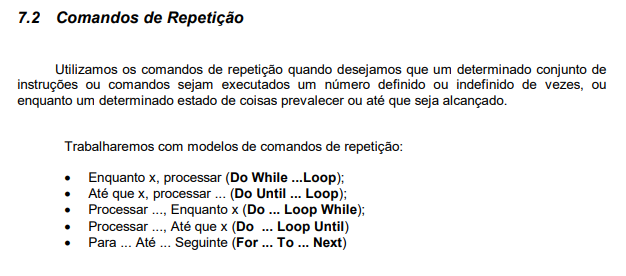 7.2 Comandos de Repetição
Utilizamos os comandos de repetição quando desejamos que um determinado conjunto de
instruções ou comandos sejam executados um número definido ou indefinido de vezes, ou
enquanto um determinado estado de coisas prevalecer ou até que seja alcançado.
Trabalharemos com modelos de comandos de repetição:
• Enquanto x, processar (Do While ...Loop);
• Até que x, processar ... (Do Until ... Loop);
• Processar ..., Enquanto x (Do ... Loop While);
• Processar ..., Até que x (Do ... Loop Until)
• Para ... Até ... Seguinte (For ... To ... Next)